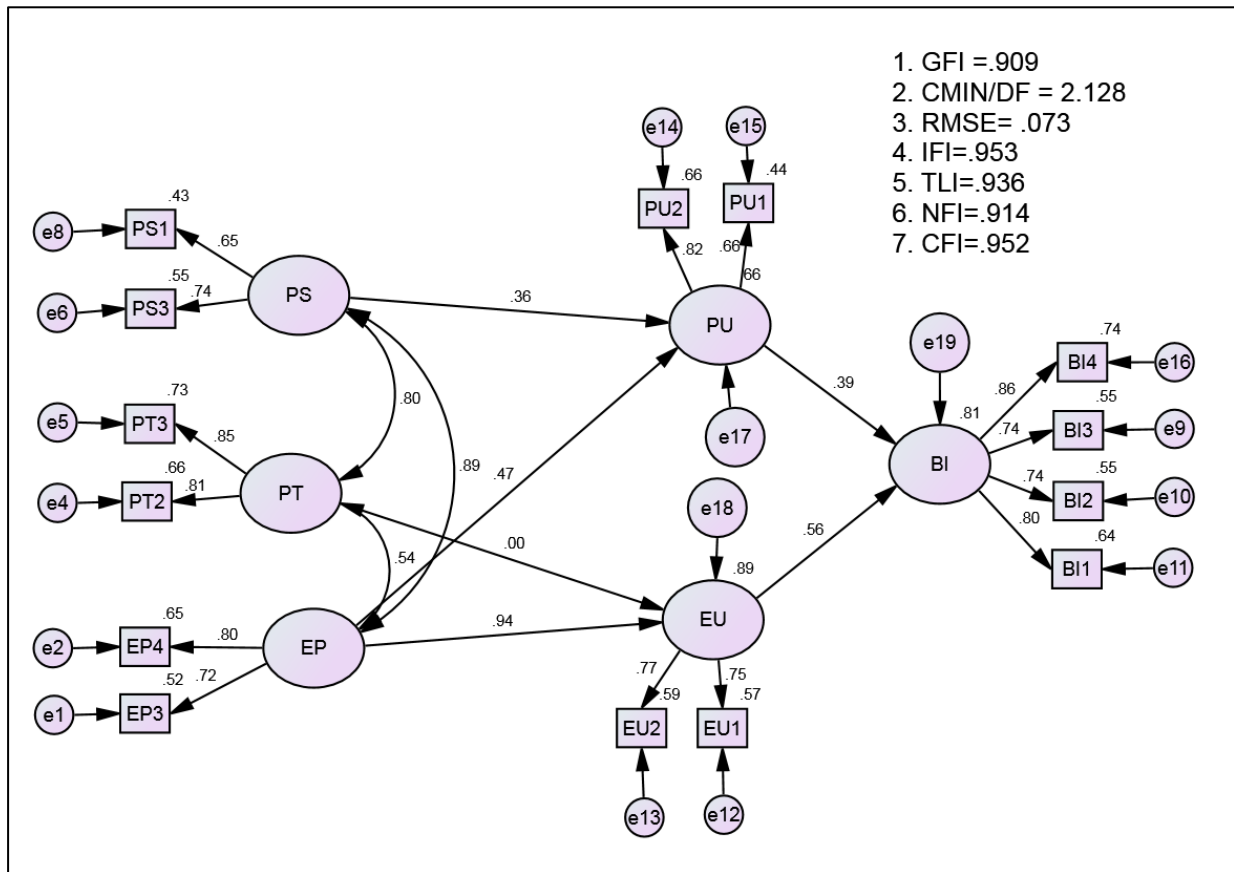 1. GFI =.909
2. CMIN/DF = 2.128
3. RMSE= .073
4. IFI=.953
5. TLI=.936
6. NFI=.914
7. CFI=.952
e14
e15
.66
.44
PU2
PU1
.82
.66
.66
PU
e17
.43
e8
PS1
.65
.55
e6
PS3
.74
PS
.36
.80
.89
.47
.73
e5
PT3
.85
.66
e4
PT2
.81
PT
.54
.00
.65
e2
EP4
.80
.52
e1
EP3
.72
EP
.94
e18
.89
EU
.77
.59
.75
.57
EU2
EU1
e13
e12
.39
.56
e19
.81
BI
.74
.86
BI4
e16
.55
.74
BI3
e9
.55
.74
BI2
e10
.64
.80
BI1
e11